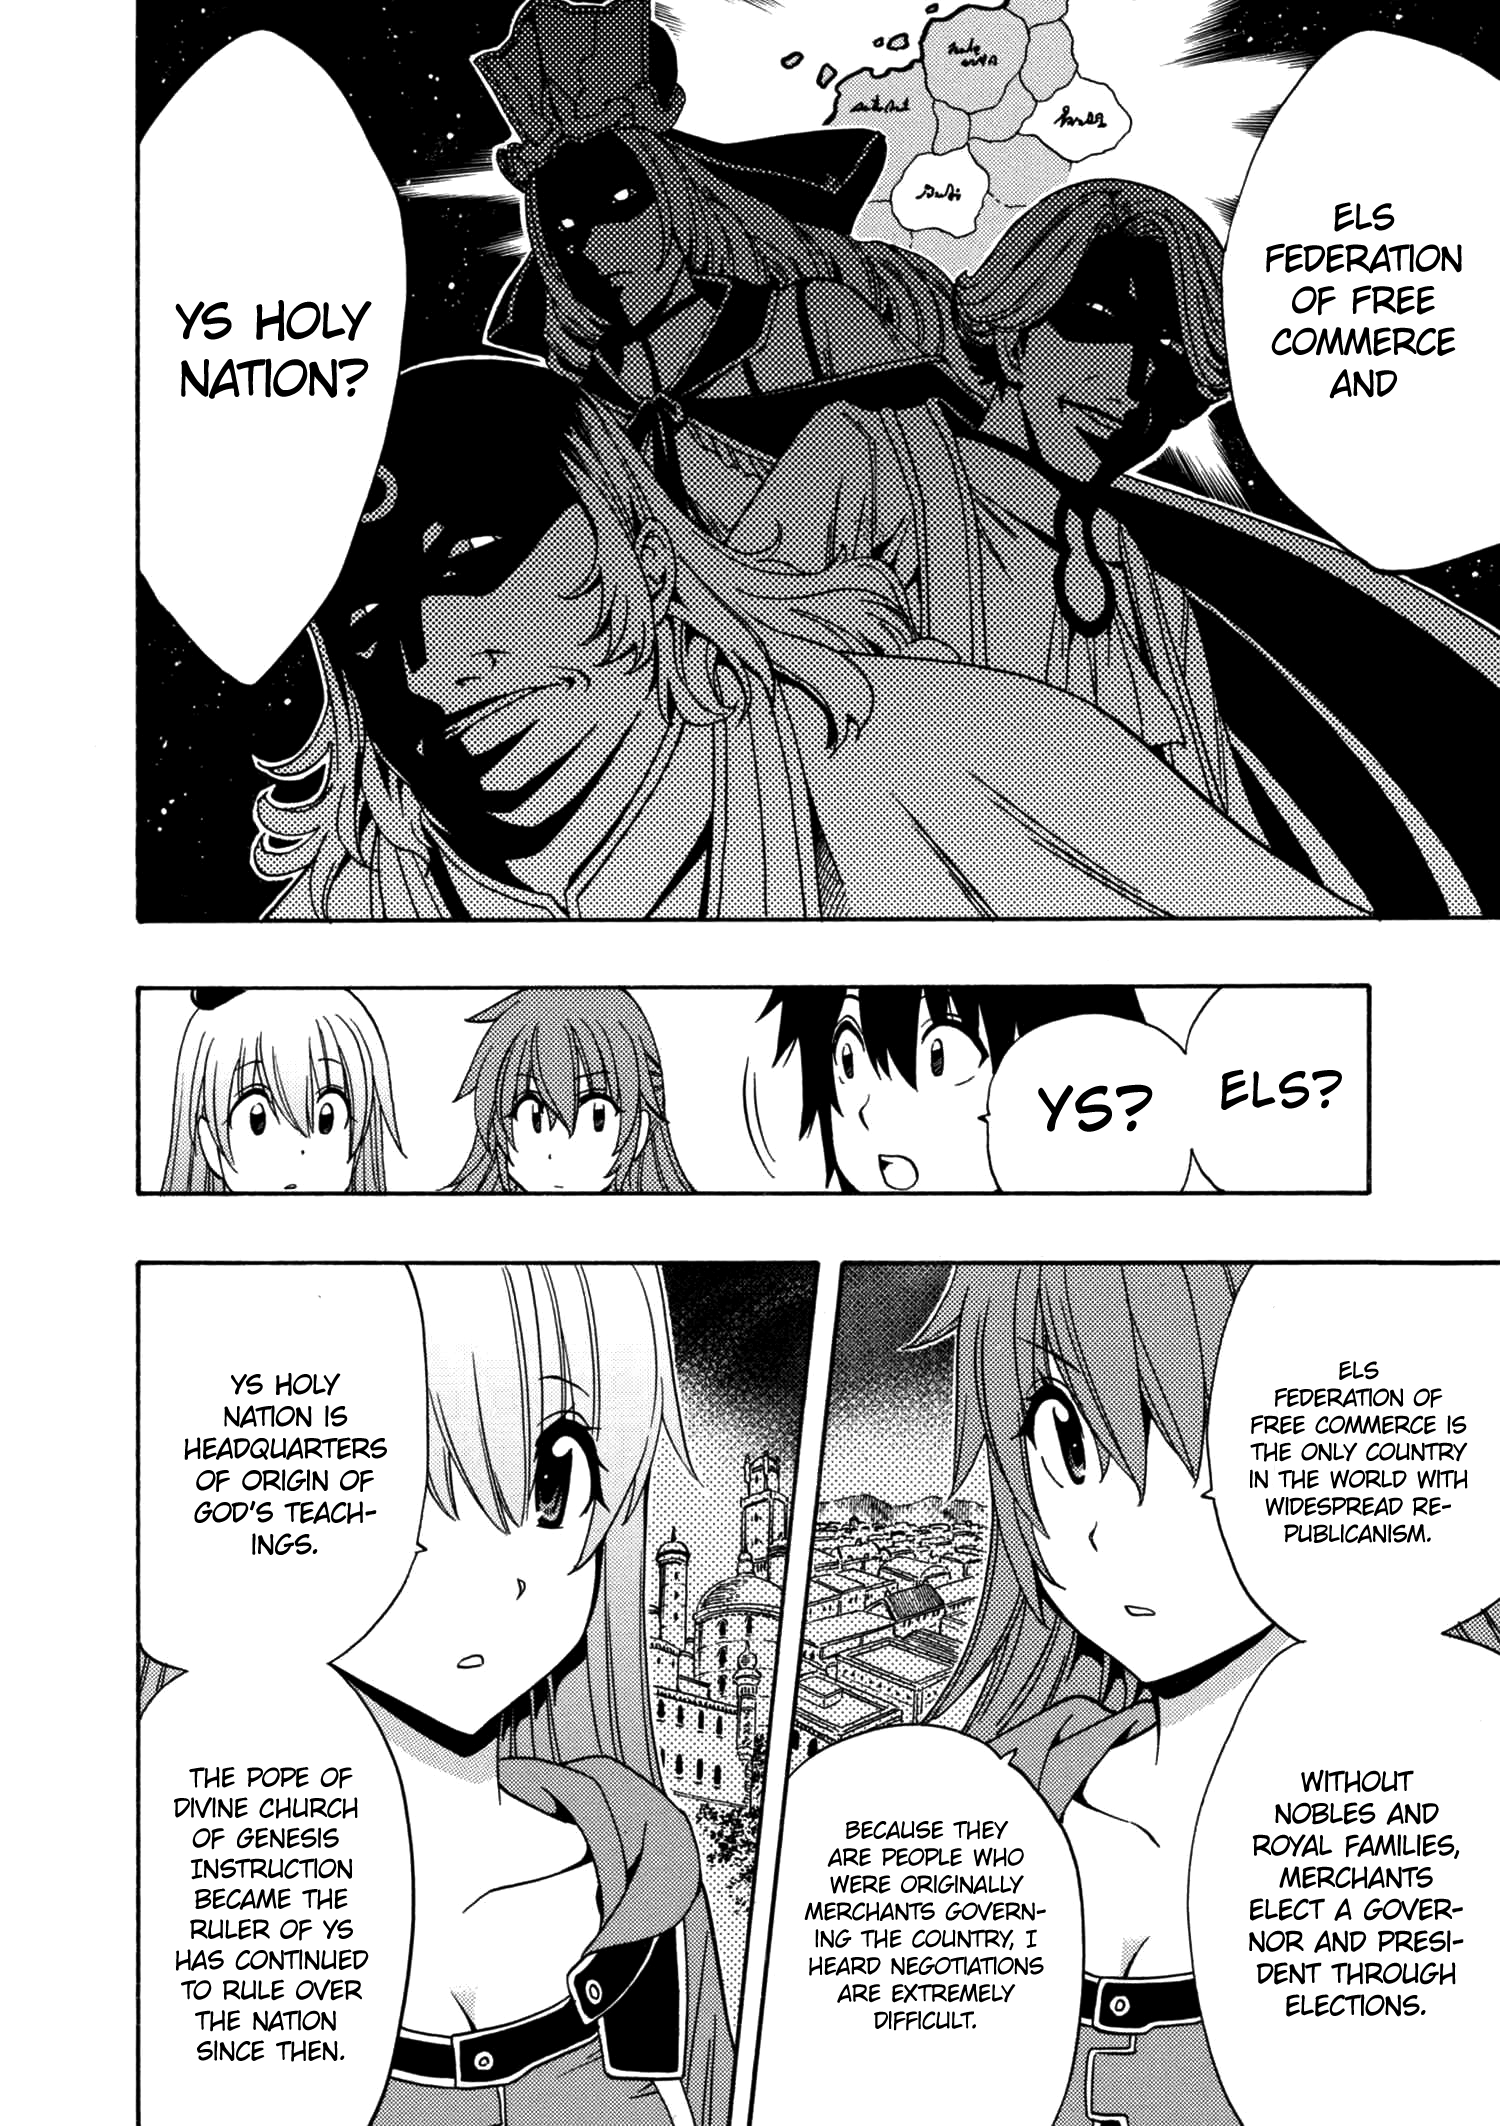 ELS
FEDERATION
OF FREE
COMMERCE
AND
YS HOLY
NATION?
ELS?
YS?
ELS
FEDERATION OF
FREE COMMERCE IS
THE ONLY COUNTRY
IN THE WORLD WITH
WIDESPREAD RE-
PUBLICANISM.
WITHOUT
NOBLES AND
ROYAL FAMILIES,
MERCHANTS
ELECT A GOVER-
NOR AND PRESI-
DENT THROUGH
ELECTIONS.
BECAUSE THEY
ARE PEOPLE WHO
WERE ORIGINALLY
MERCHANTS GOVERN-
ING THE COUNTRY, I
HEARD NEGOTIATIONS
ARE EXTREMELY
DIFFICULT.
YS HOLY
NATION IS
HEADQUARTERS
OF ORIGIN OF
GOD'S TEACH-
INGS.
THE POPE OF
DIVINE CHURCH
OF GENESIS
INSTRUCTION
BECAME THE
RULER OF YS
HAS CONTINUED
TO RULE OVER
THE NATION
SINCE THEN.